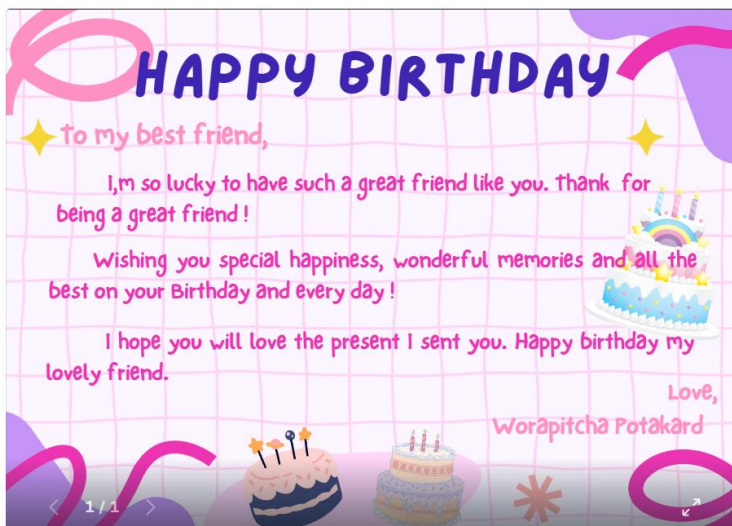 HAPPY BIRTHDAY
To my best friend,
I,m so lucky to have such a great friend like you. Thank for
being a great friend !
Wishing you special happiness, wonderful memories and all the
best on your Birthday and every day !
I hope you will love the present I sent you. Happy birthday my
lovely friend.
Love,
Worapitcha Potakard
1/1